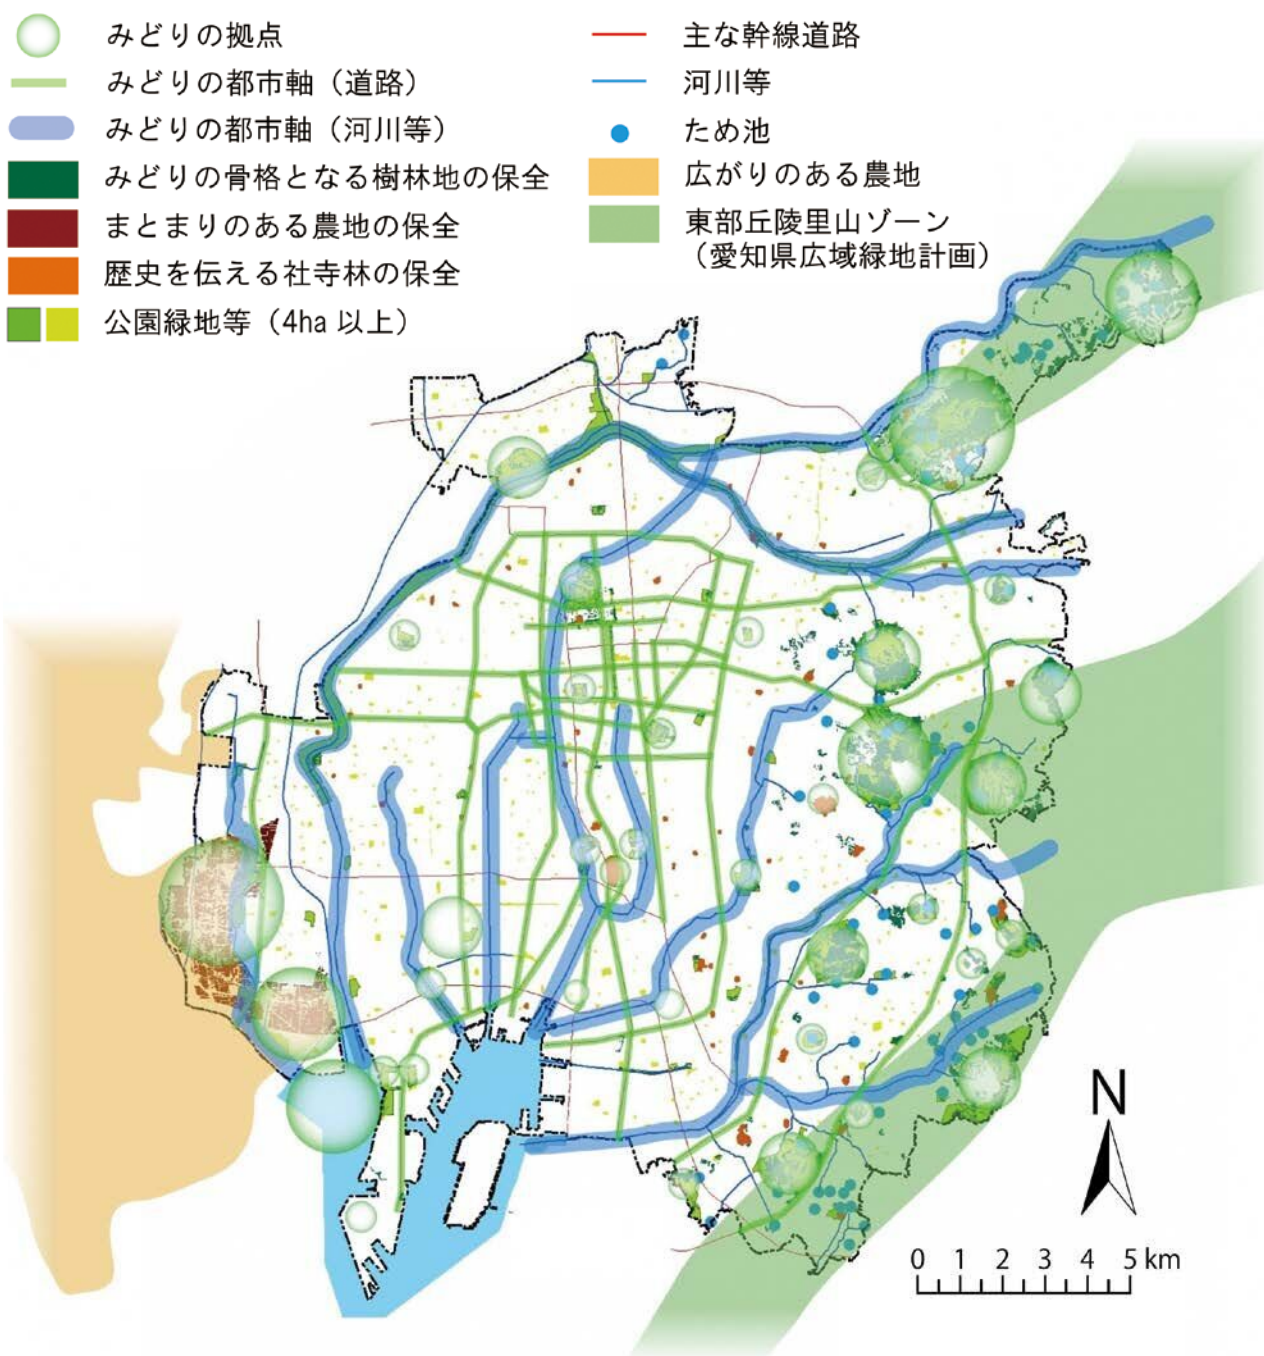 みどりの拠点
みどりの都市軸（道路）
みどりの都市軸（河川等）
みどりの骨格となる樹林地の保全
まとまりのある農地の保全
歴史を伝える社寺林の保全
公園緑地等（4ha 以上）
主な幹線道路
河川等
ため池
広がりのある農地
東部丘陵里山ゾーン
（愛知県広域緑地計画）
N
0 1 2 3 4 5 km